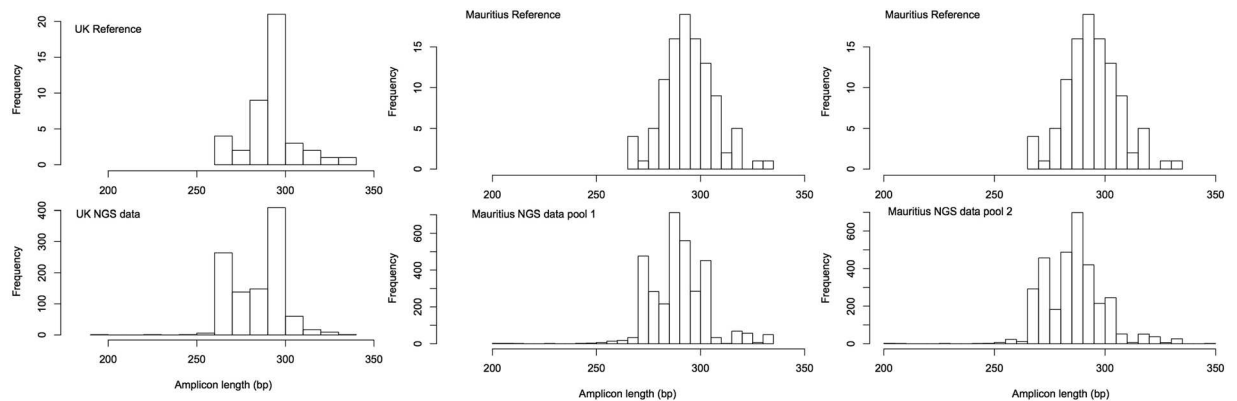 UK Reference
Frequency
0 5 10 15 20
200 250 300 350
Mauritius Reference
Frequency
0 5 10 15
200 250 300 350
Mauritius Reference
Frequency
0 5 10 15
200 250 300 350
UK NGS data
Frequency
0 100 200 300 400
200 250 300 350
Amplicon length (bp)
Mauritius NGS data pool 1
Frequency
0 200 400 600
200 250 300 350
Amplicon length (bp)
Mauritius NGS data pool 2
Frequency
0 200 400 600
200 250 300 350
Amplicon length (bp)